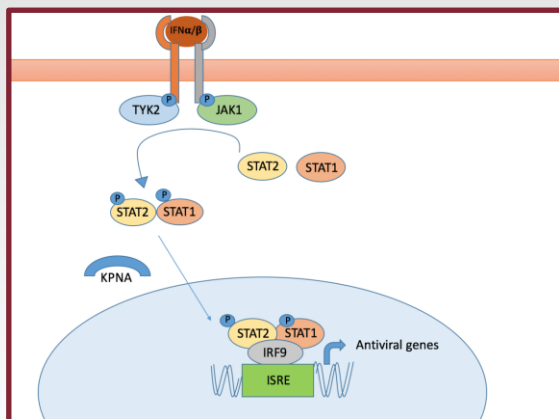 IFNα/β
P
P
TYK2
JAK1
STAT2
STAT1
P
P
STAT2
STAT1
KPNA
P
P
STAT2
STAT1
IRF9
Antiviral genes
ISRE